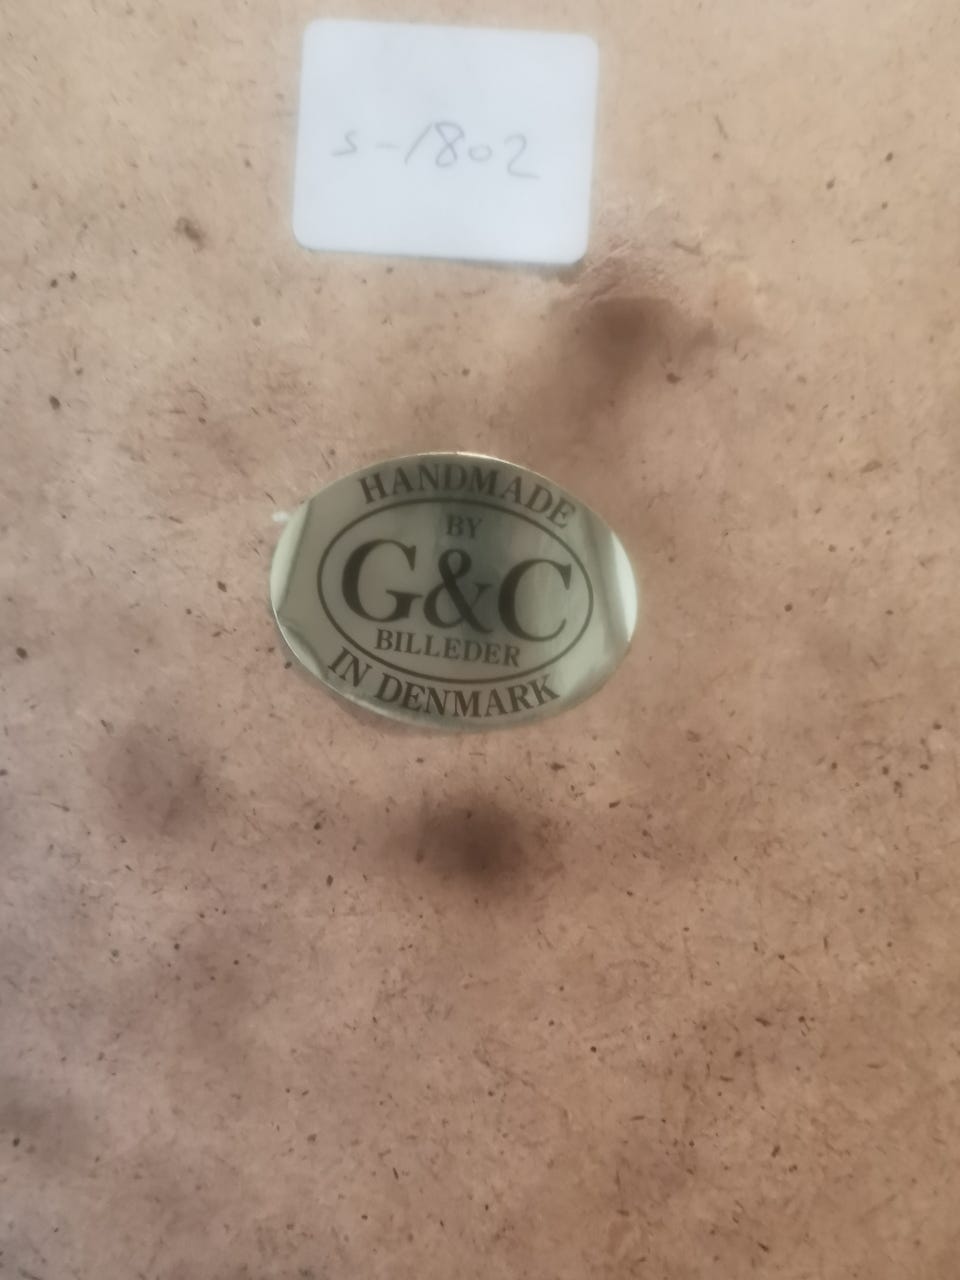 s-1802
HANDMADE
BY
G&C
BILLEDER
IN DENMARK